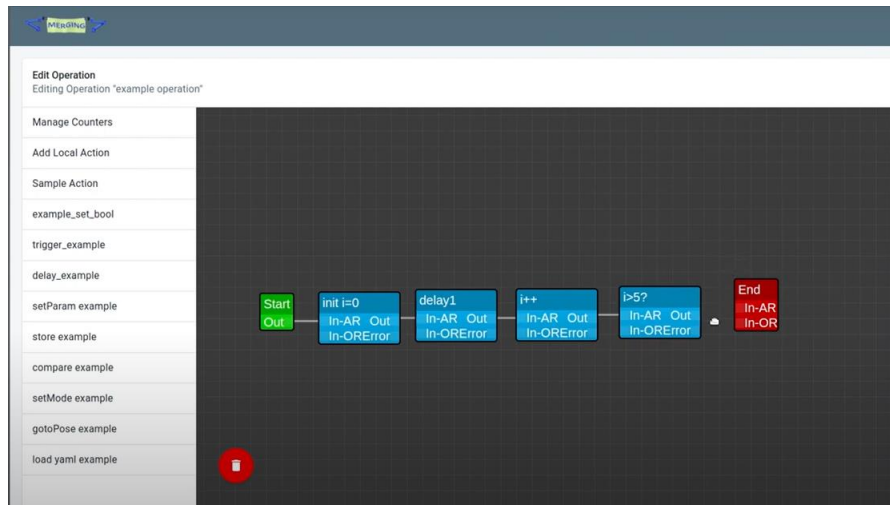 MERGING
Edit Operation
Editing Operation "example operation"
Manage Counters
Add Local Action
Sample Action
example_set_bool
trigger_example
delay_example
setParam example
store example
compare example
setMode example
gotoPose example
load yaml example
Start
Out
init i=0
In-AR Out
In-ORError
delay1
In-AR Out
In-ORError
i++
In-AR Out
In-ORError
i>5?
In-AR Out
In-ORError
End
In-AR
In-OR